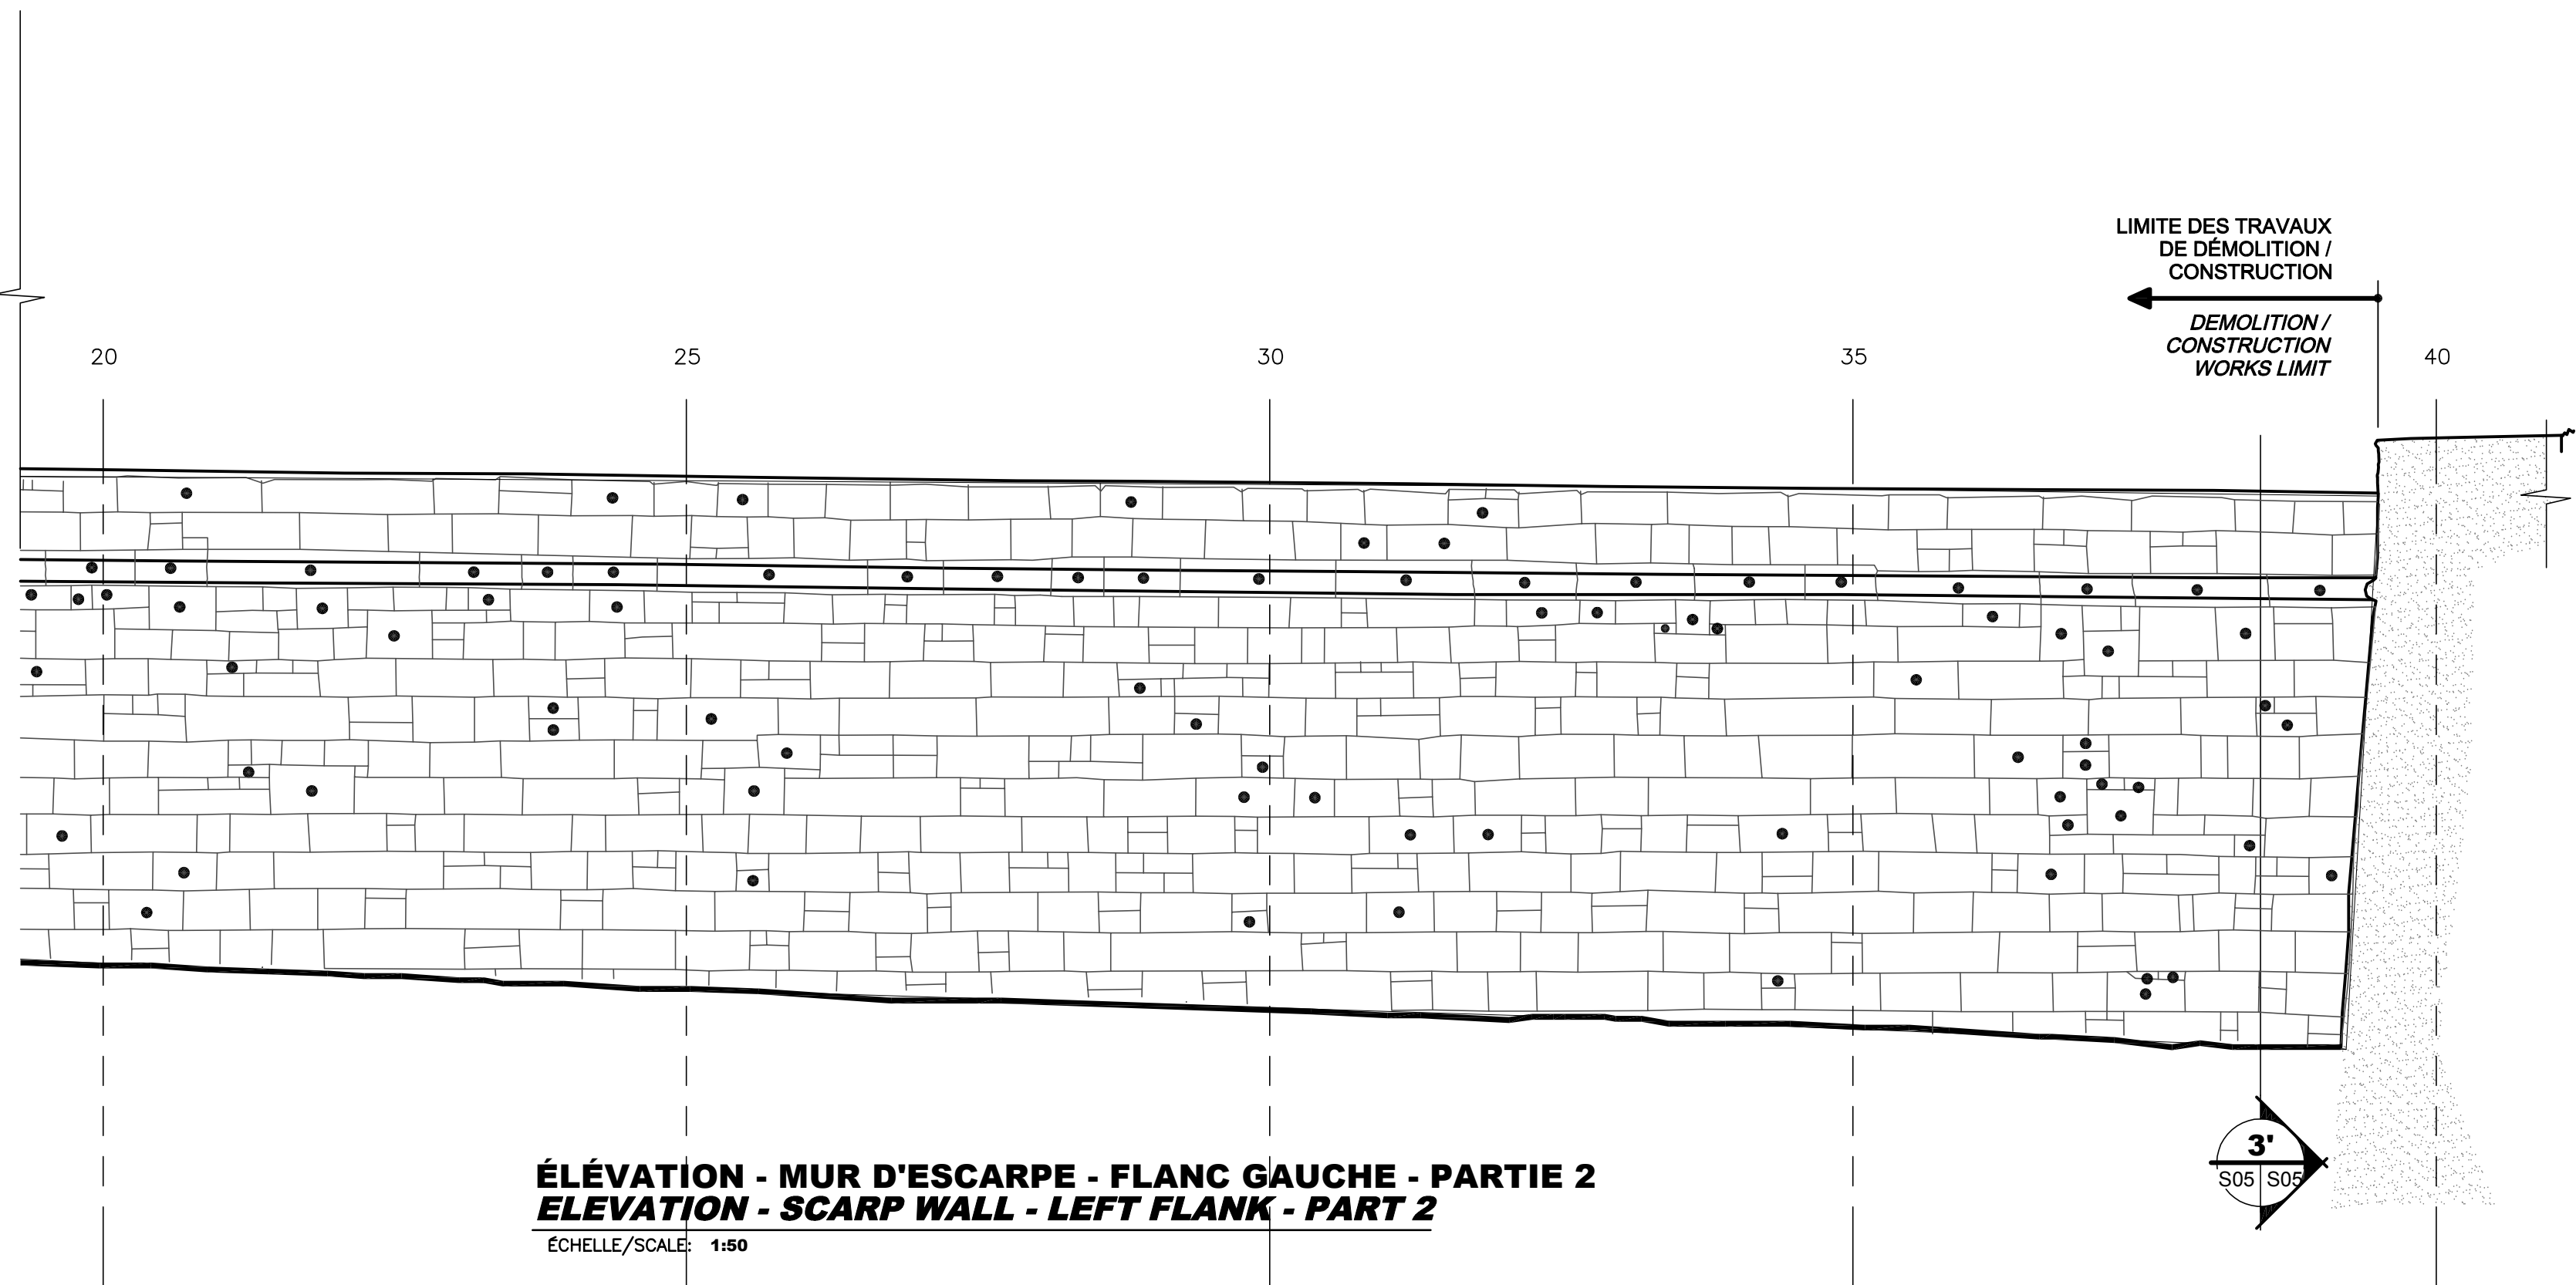 LIMITE DES TRAVAUX
DE DÉMOLITION /
CONSTRUCTION
DEMOLITION /
CONSTRUCTION
WORKS LIMIT
20 25 30 35 40
3'
S05 S05
ÉLÉVATION - MUR D'ESCARPE - FLANC GAUCHE - PARTIE 2
ELEVATION - SCARP WALL - LEFT FLANK - PART 2
ÉCHELLE/SCALE: 1:50